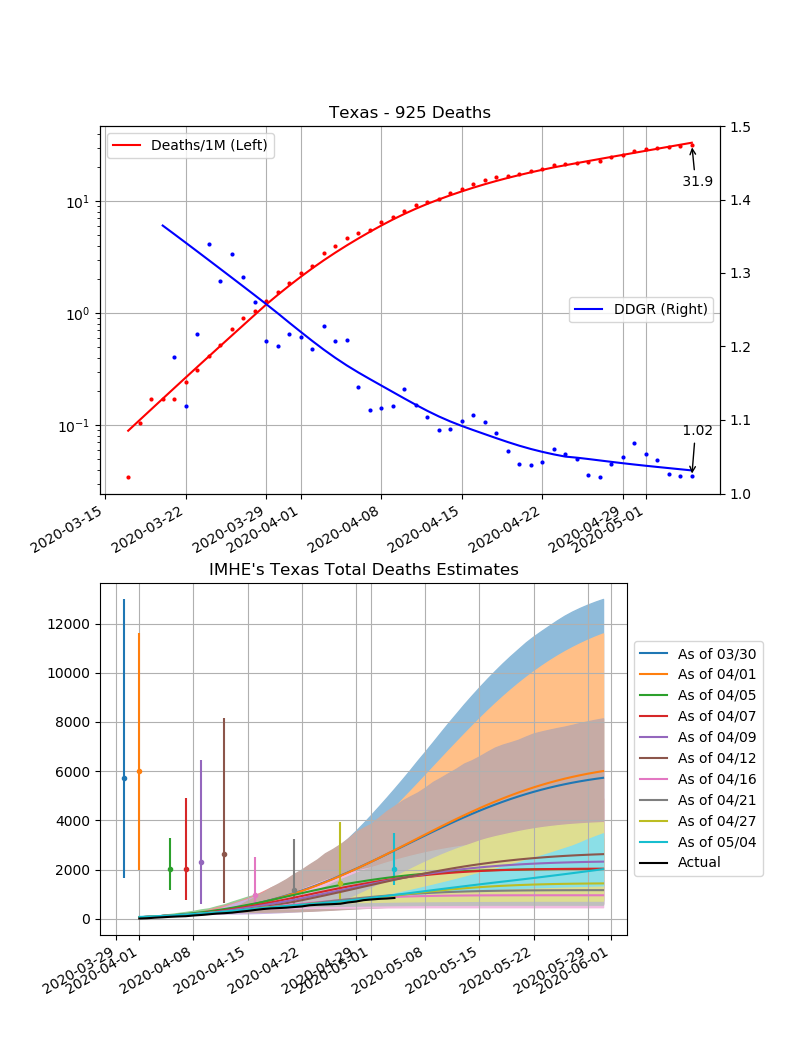 Texas - 925 Deaths
Deaths/1M (Left)
DDGR (Right)
31.9
1.02
10¹
10⁰
10⁻¹
1.5
1.4
1.3
1.2
1.1
1.0
2020-03-15
2020-03-22
2020-03-29
2020-04-01
2020-04-08
2020-04-15
2020-04-22
2020-04-29
2020-05-01
IMHE's Texas Total Deaths Estimates
12000
10000
8000
6000
4000
2000
0
As of 03/30
As of 04/01
As of 04/05
As of 04/07
As of 04/09
As of 04/12
As of 04/16
As of 04/21
As of 04/27
As of 05/04
Actual
2020-03-29
2020-04-01
2020-04-08
2020-04-15
2020-04-22
2020-04-29
2020-05-01
2020-05-08
2020-05-15
2020-05-22
2020-05-29
2020-06-01